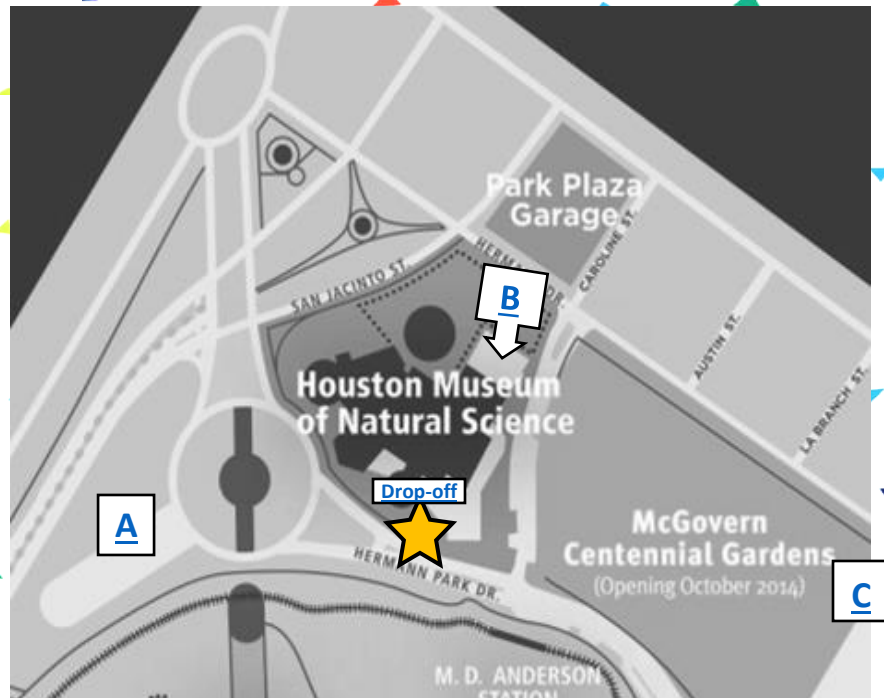 Park Plaza
Garage
HERMANN DR.
CAROLINE ST.
SAN JACINTO ST.
B
AUSTIN ST.
LA BRANCH ST.
Houston Museum
of Natural Science
Drop-off
A
McGovern
Centennial Gardens
(Opening October 2014)
HERMANN PARK DR.
C
M. D. ANDERSON
STATION